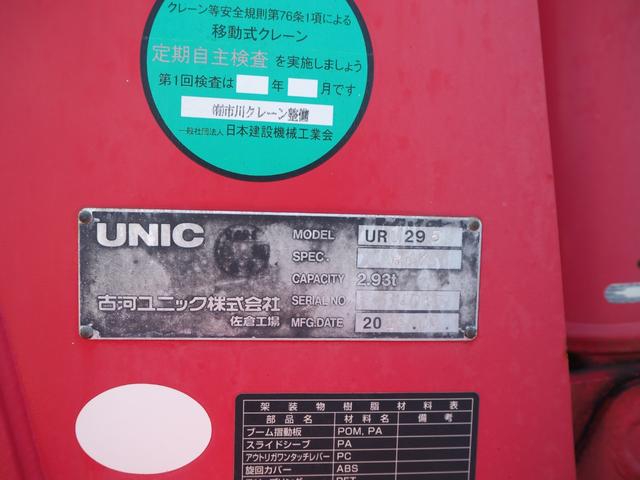 クレーン等安全規則第76条1項による
移動式クレーン
定期自主検査 を実施しましょう
第1回検査は 年 月です
㈲市川クレーン整備
一般社団法人 日本建設機械工業会
UNIC
MODEL UR 295
SPEC.
CAPACITY 2.93t
古河ユニック株式会社
佐倉工場
SERIAL NO
MFG.DATE 20
架装物樹脂材料表
部品名 材料名 備考
ブーム摺動板 POM, PA
スライドシーブ PA
アウトリガワンタッチレバー PC
旋回カバー ABS